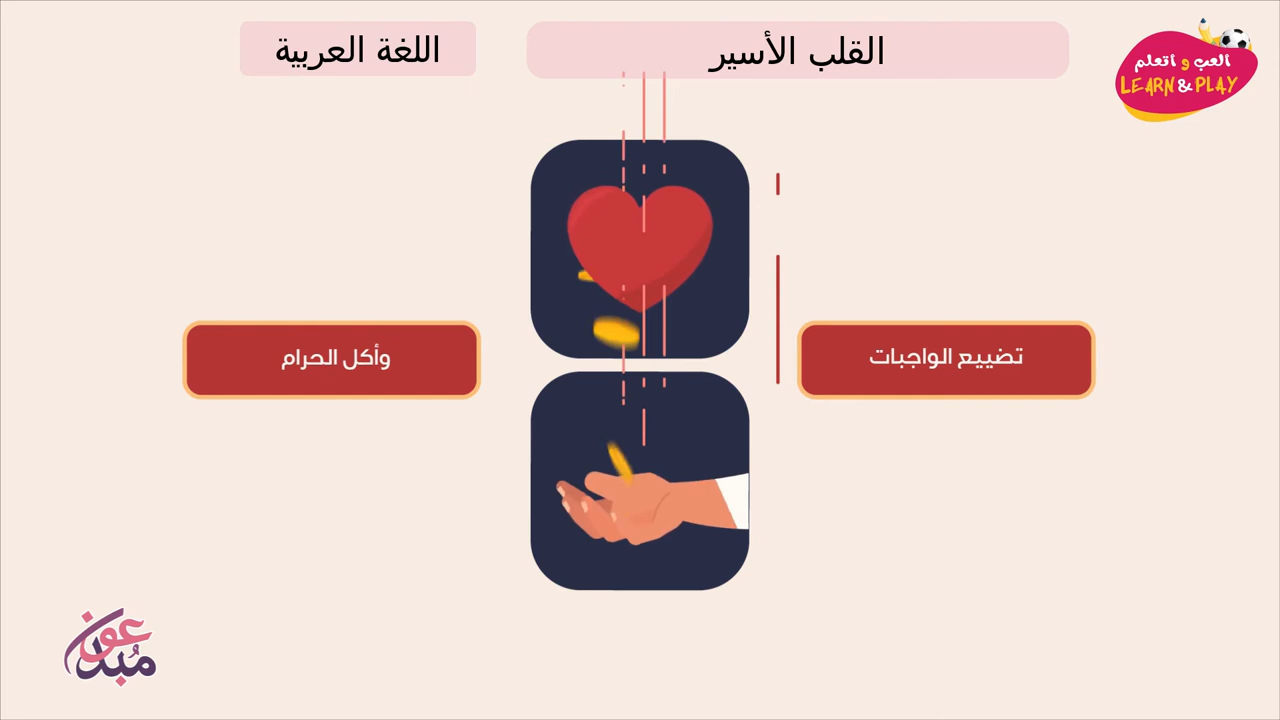 القلب الأسير
اللغة العربية
العب و أتعلم
LEARN & PLAY
تضييع الواجبات
وأكل الحرام
مبدعون